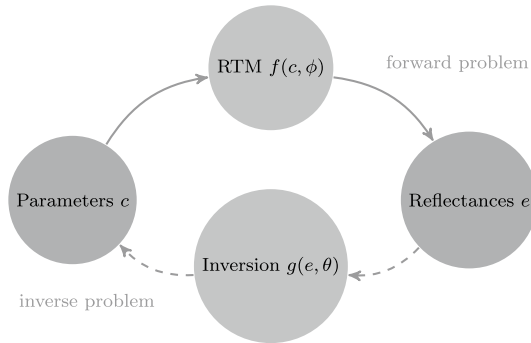 RTM f(c, ϕ)
forward problem
Parameters c
Reflectances e
Inversion g(e, θ)
inverse problem